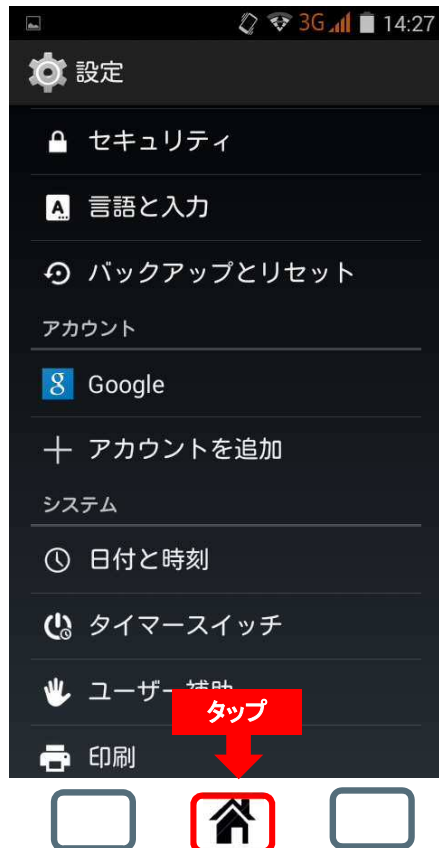 3G 14:27
設定
セキュリティ
A 言語と入力
バックアップとリセット
アカウント
8 Google
アカウントを追加
システム
日付と時刻
タイマースイッチ
ユーザー補助
タップ
印刷